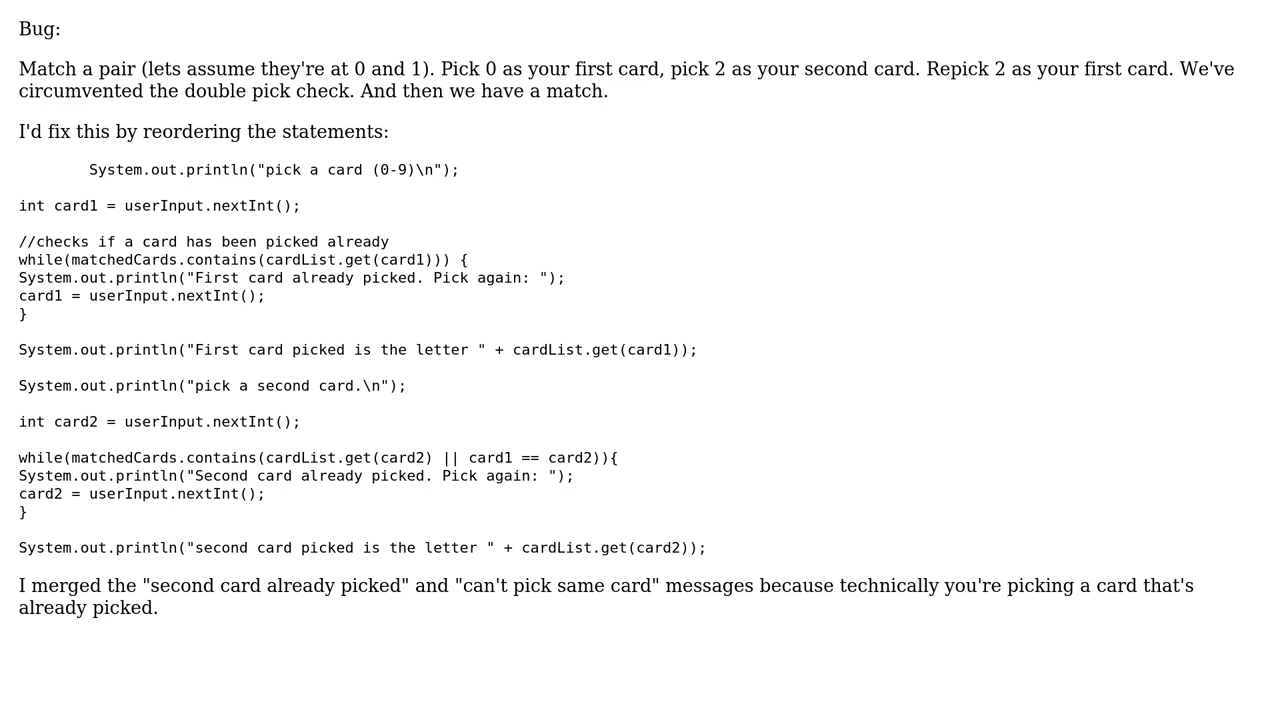 Bug:
Match a pair (lets assume they're at 0 and 1). Pick 0 as your first card, pick 2 as your second card. Repick 2 as your first card. We've
circumvented the double pick check. And then we have a match.
I'd fix this by reordering the statements:
System.out.println("pick a card (0-9)\n");
int card1 = userInput.nextInt();
//checks if a card has been picked already
while(matchedCards.contains(cardList.get(card1))) {
System.out.println("First card already picked. Pick again: ");
card1 = userInput.nextInt();
}
System.out.println("First card picked is the letter " + cardList.get(card1));
System.out.println("pick a second card.\n");
int card2 = userInput.nextInt();
while(matchedCards.contains(cardList.get(card2) || card1 == card2)){
System.out.println("Second card already picked. Pick again: ");
card2 = userInput.nextInt();
}
System.out.println("second card picked is the letter " + cardList.get(card2));
I merged the "second card already picked" and "can't pick same card" messages because technically you're picking a card that's
already picked.